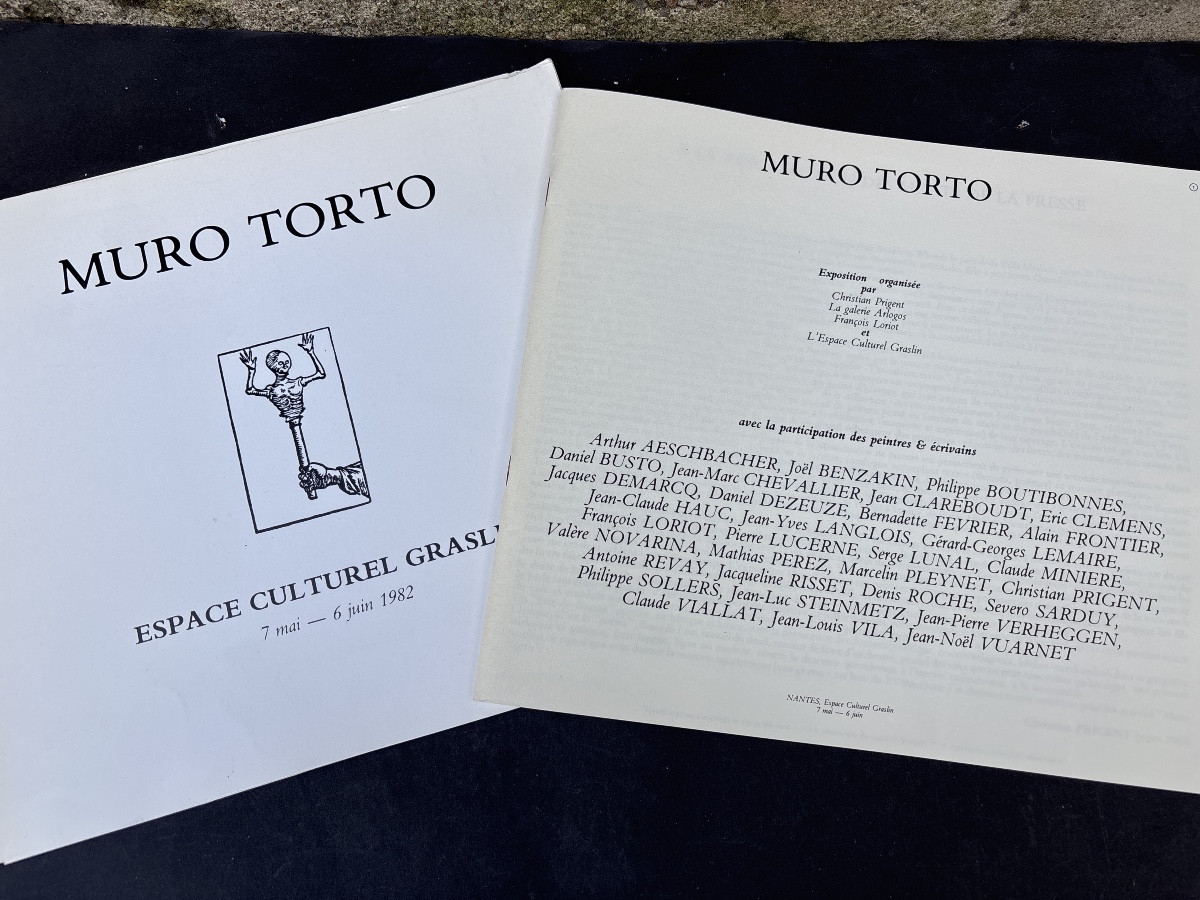 MURO TORTO
ESPACE CULTUREL GRASL
7 mai — 6 juin 1982
MURO TORTO
LA PRESSE
Exposition organisée
par
Christian Prigent
La galerie Arlogos
François Loriot
et
L'Espace Culturel Graslin
avec la participation des peintres & écrivains
Arthur AESCHBACHER, Joël BENZAKIN, Philippe BOUTIBONNES,
Daniel BUSTO, Jean-Marc CHEVALLIER, Jean CLAREBOUDT, Eric CLEMENS,
Jacques DEMARCQ, Daniel DEZEUZE, Bernadette FEVRIER, Alain FRONTIER,
Jean-Claude HAUC, Jean-Yves LANGLOIS, Gérard-Georges LEMAIRE,
François LORIOT, Pierre LUCERNE, Serge LUNAL, Claude MINIERE,
Valère NOVARINA, Mathias PEREZ, Marcelin PLEYNET, Christian PRIGENT,
Antoine REVAY, Jacqueline RISSET, Denis ROCHE, Severo SARDUY,
Philippe SOLLERS, Jean-Luc STEINMETZ, Jean-Pierre VERHEGGEN,
Claude VIALLAT, Jean-Louis VILA, Jean-Noël VUARNET
NANTES, Espace Culturel Graslin
7 mai — 6 juin